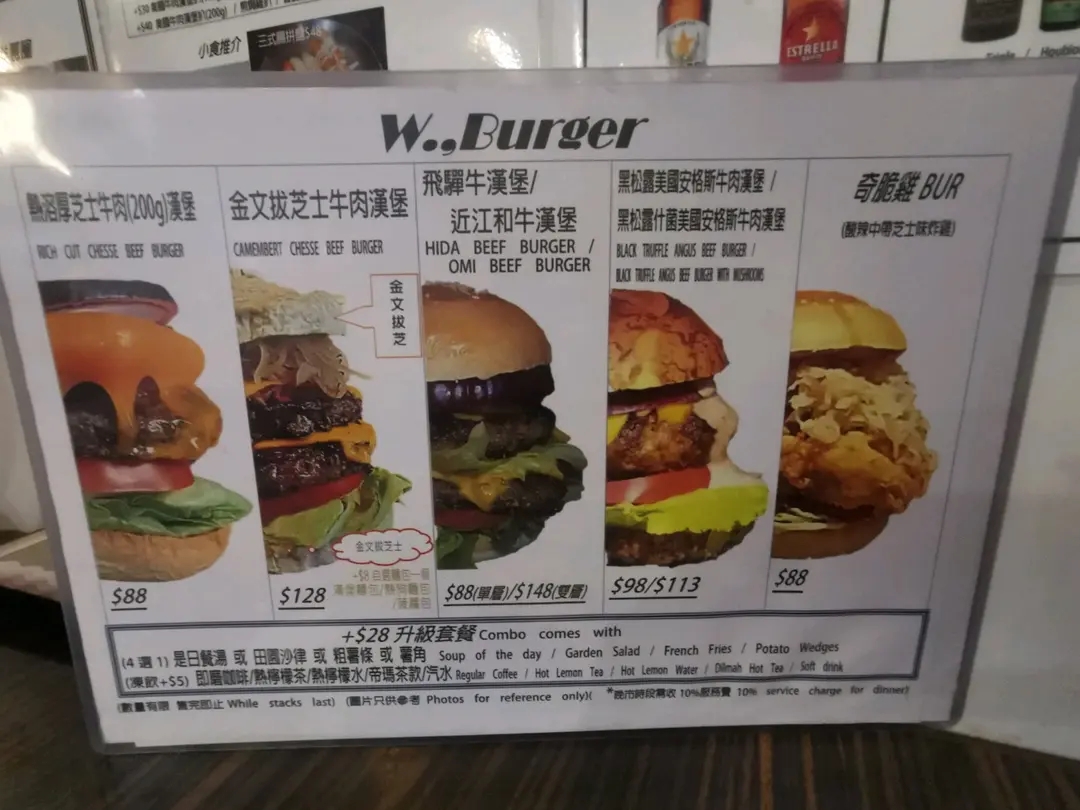 小食推介
ESTRELLA
W.,Burger
熱溶厚芝士牛肉(200g)漢堡
RICH CUT CHESSE BEEF BURGER
$88
金文拔芝士牛肉漢堡
CAMEMBERT CHESSE BEEF BURGER
金文拔芝
金文拔芝士
$128
飛驒牛漢堡/
近江和牛漢堡
HIDA BEEF BURGER /
OMI BEEF BURGER
$88(單層)/$148(雙層)
黑松露美國安格斯牛肉漢堡 /
黑松露什菌美國安格斯牛肉漢堡
BLACK TRUFFLE ANGUS BEEF BURGER /
BLACK TRUFFLE ANGUS BEEF BURGER WITH MUSHROOMS
$98/$113
奇脆雞 BUR
(酸辣中帶芝士味炸雞)
$88
+$28 升級套餐 Combo comes with
(4 選 1) 是日餐湯 或 田園沙律 或 粗薯條 或 薯角 Soup of the day / Garden Salad / French Fries / Potato Wedges
(凍飲+$5) 即磨咖啡/熱檸檬茶/熱檸檬水/帝瑪茶款/汽水 Regular Coffee / Hot Lemon Tea / Hot Lemon Water / Dilmah Hot Tea / Soft drink
(數量有限 售完即止 While stacks last) (圖片只供參考 Photos for reference only)( *晚市時段需收 10%服務費 10% service charge for dinner)